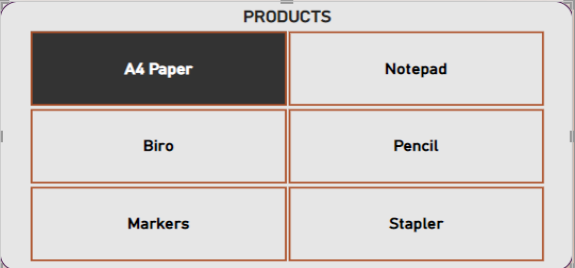 PRODUCTS
A4 Paper
Notepad
Biro
Pencil
Markers
Stapler